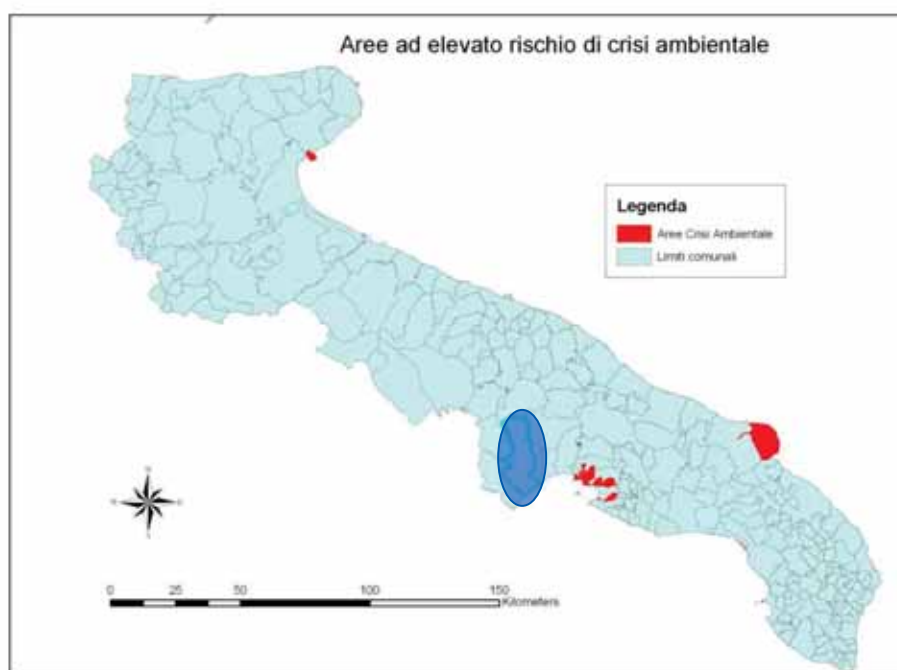 Aree ad elevato rischio di crisi ambientale
Legenda
Aree Crisi Ambientale
Limiti comunali
0 25 50 100 150
Kilometers